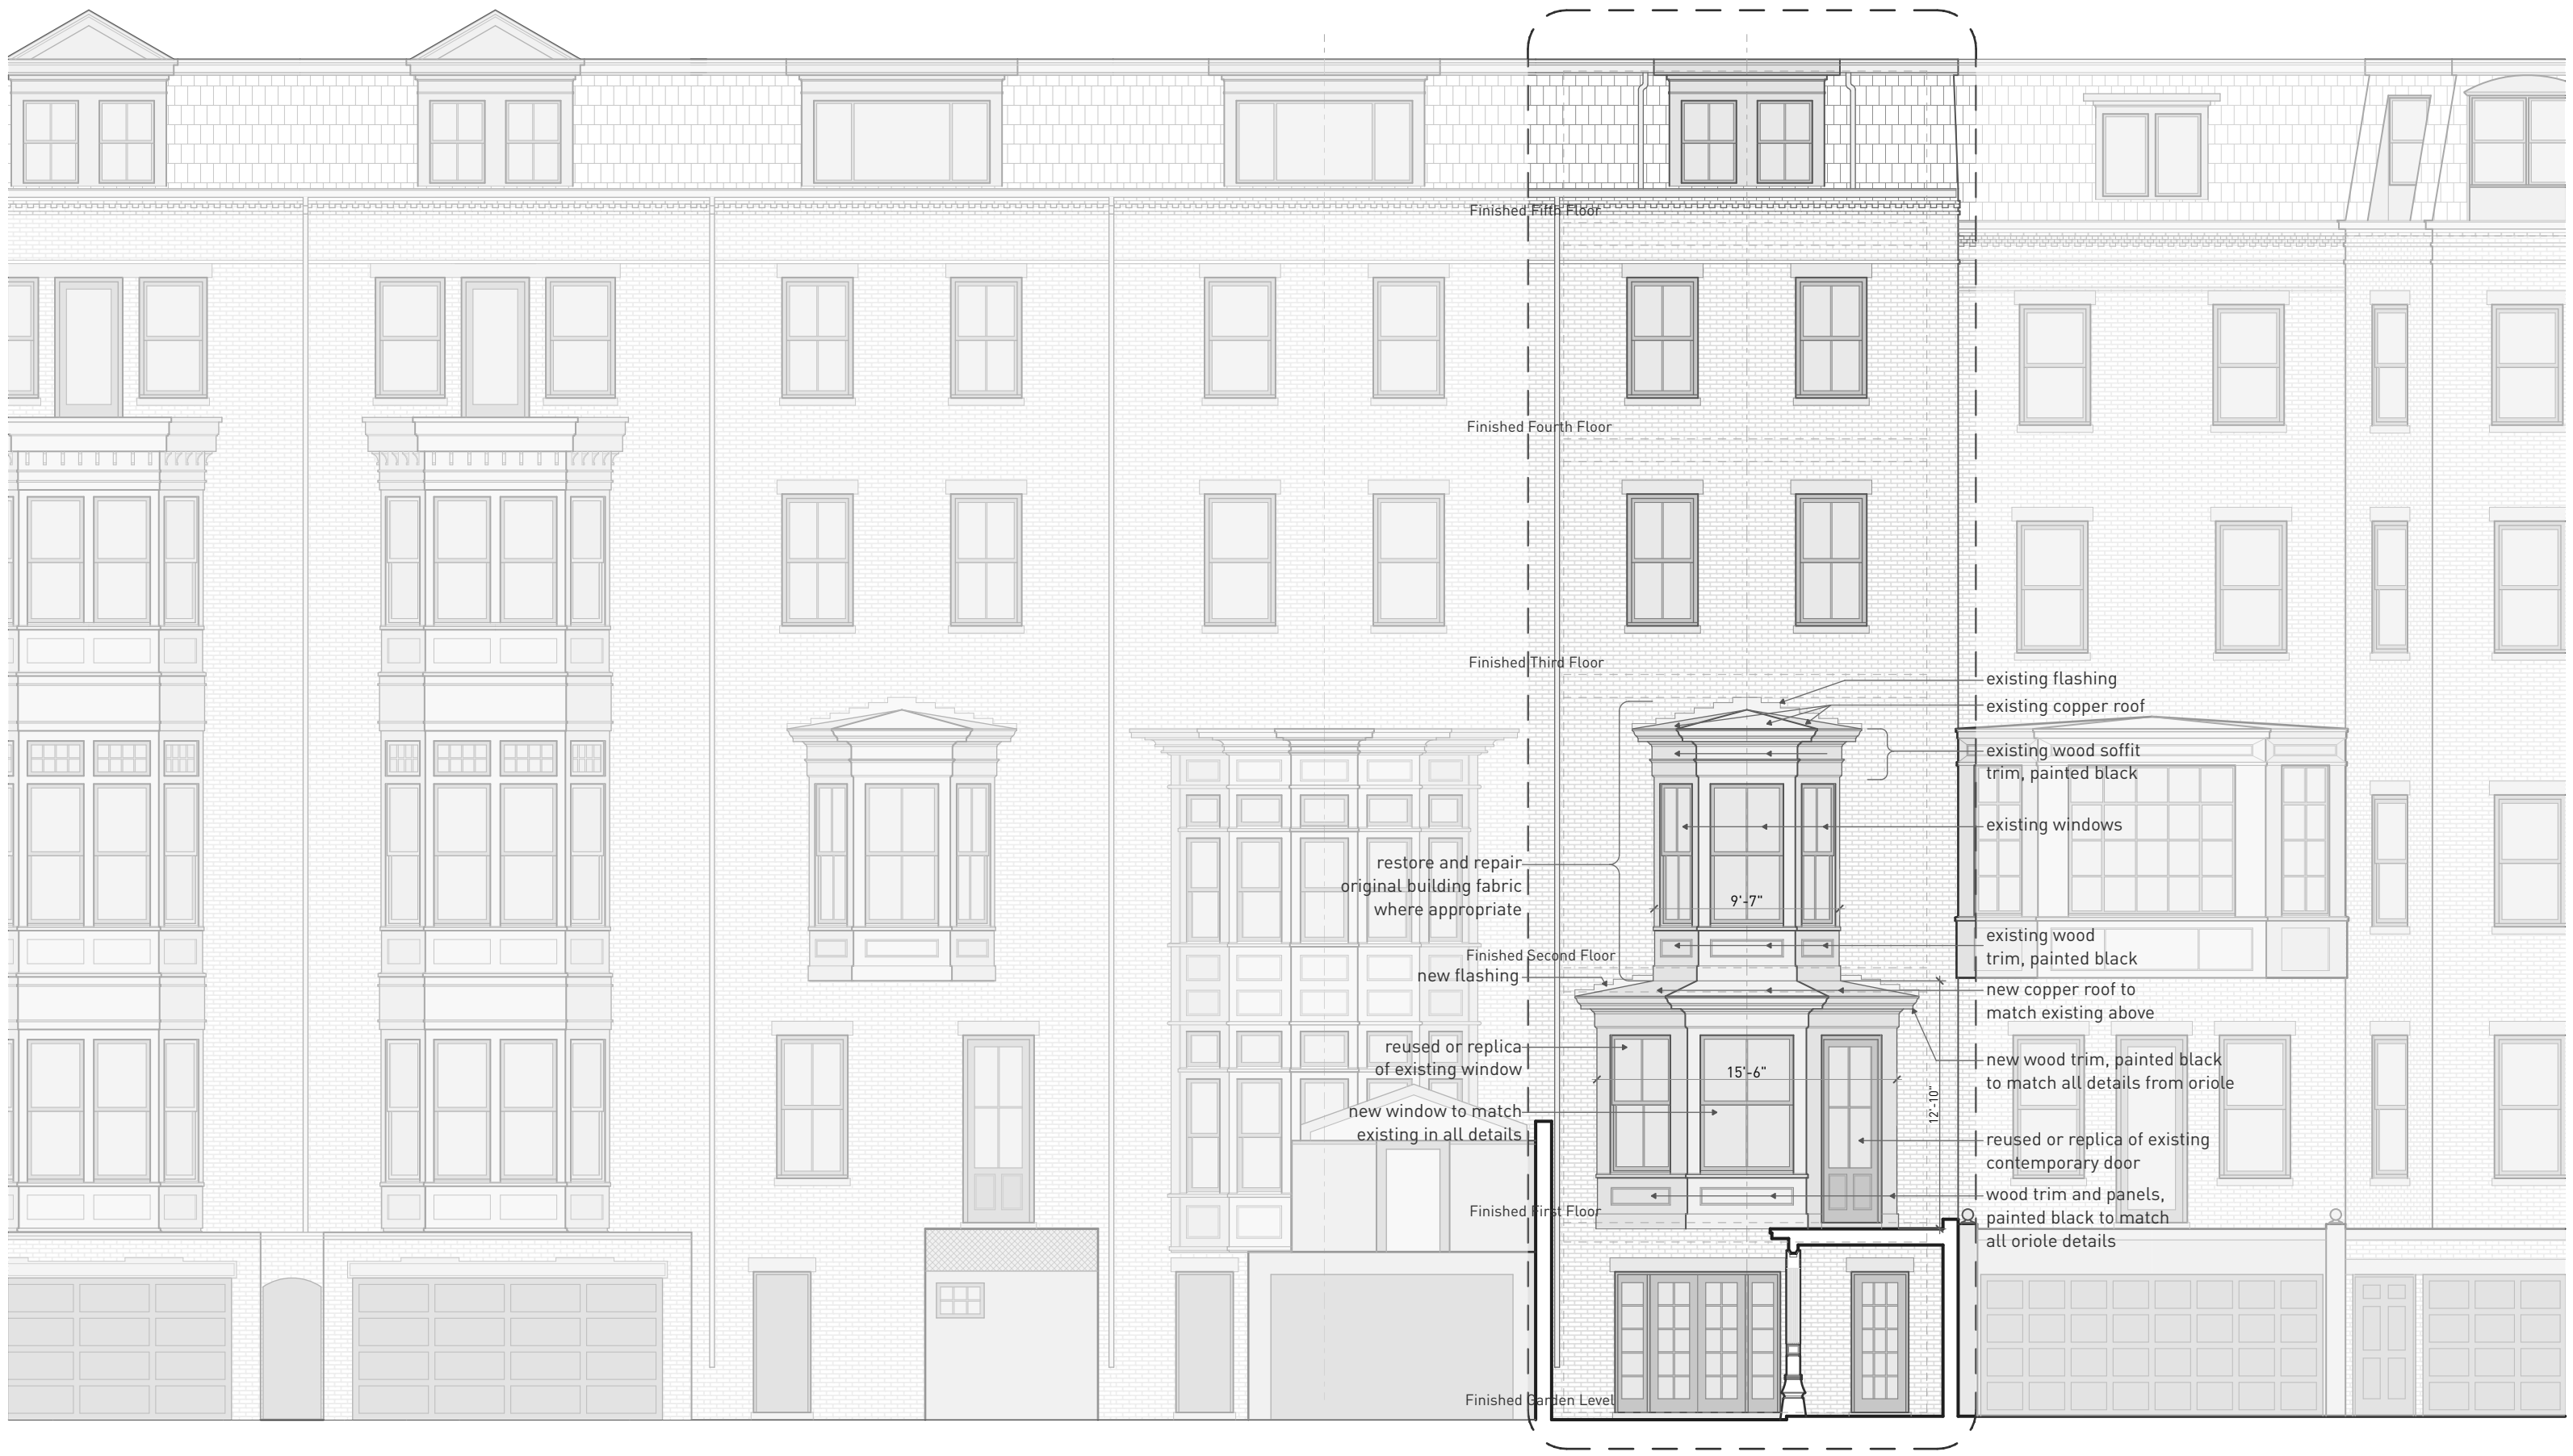 Finished Fifth Floor
Finished Fourth Floor
Finished Third Floor
existing flashing
existing copper roof
existing wood soffit
trim, painted black
existing windows
restore and repair
original building fabric
where appropriate
9'-7"
existing wood
trim, painted black
Finished Second Floor
new flashing
new copper roof to
match existing above
reused or replica
of existing window
new wood trim, painted black
to match all details from oriole
15'-6"
12'-10"
new window to match
existing in all details
reused or replica of existing
contemporary door
wood trim and panels,
painted black to match
all oriole details
Finished First Floor
Finished Garden Level